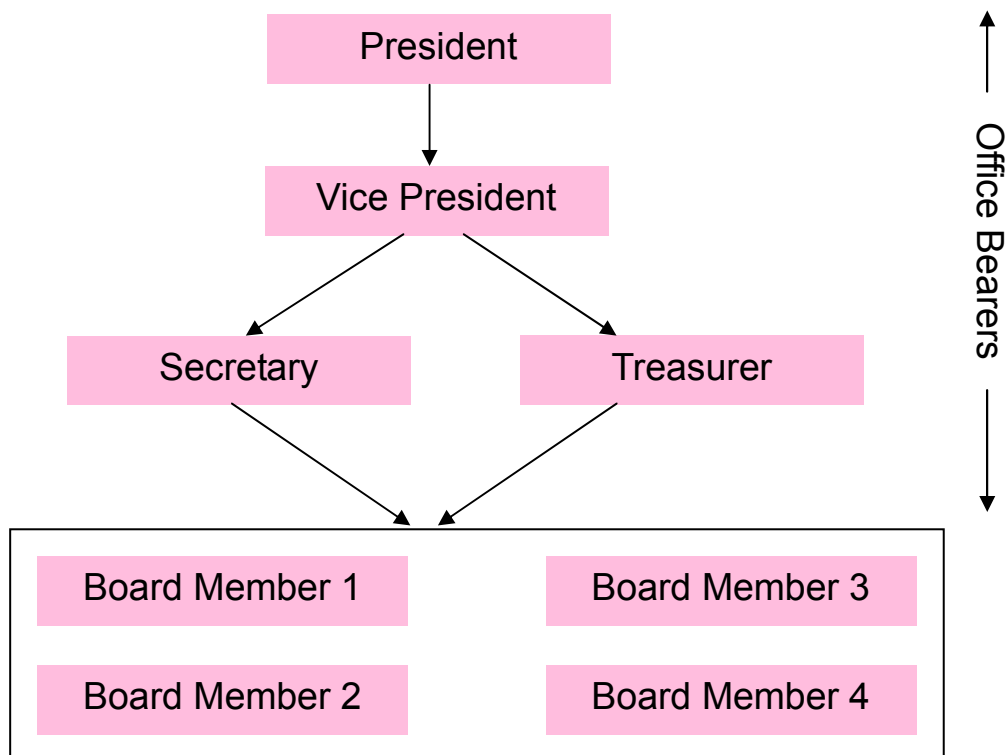 President
Vice President
Office Bearers
Secretary
Treasurer
Board Member 1
Board Member 3
Board Member 2
Board Member 4